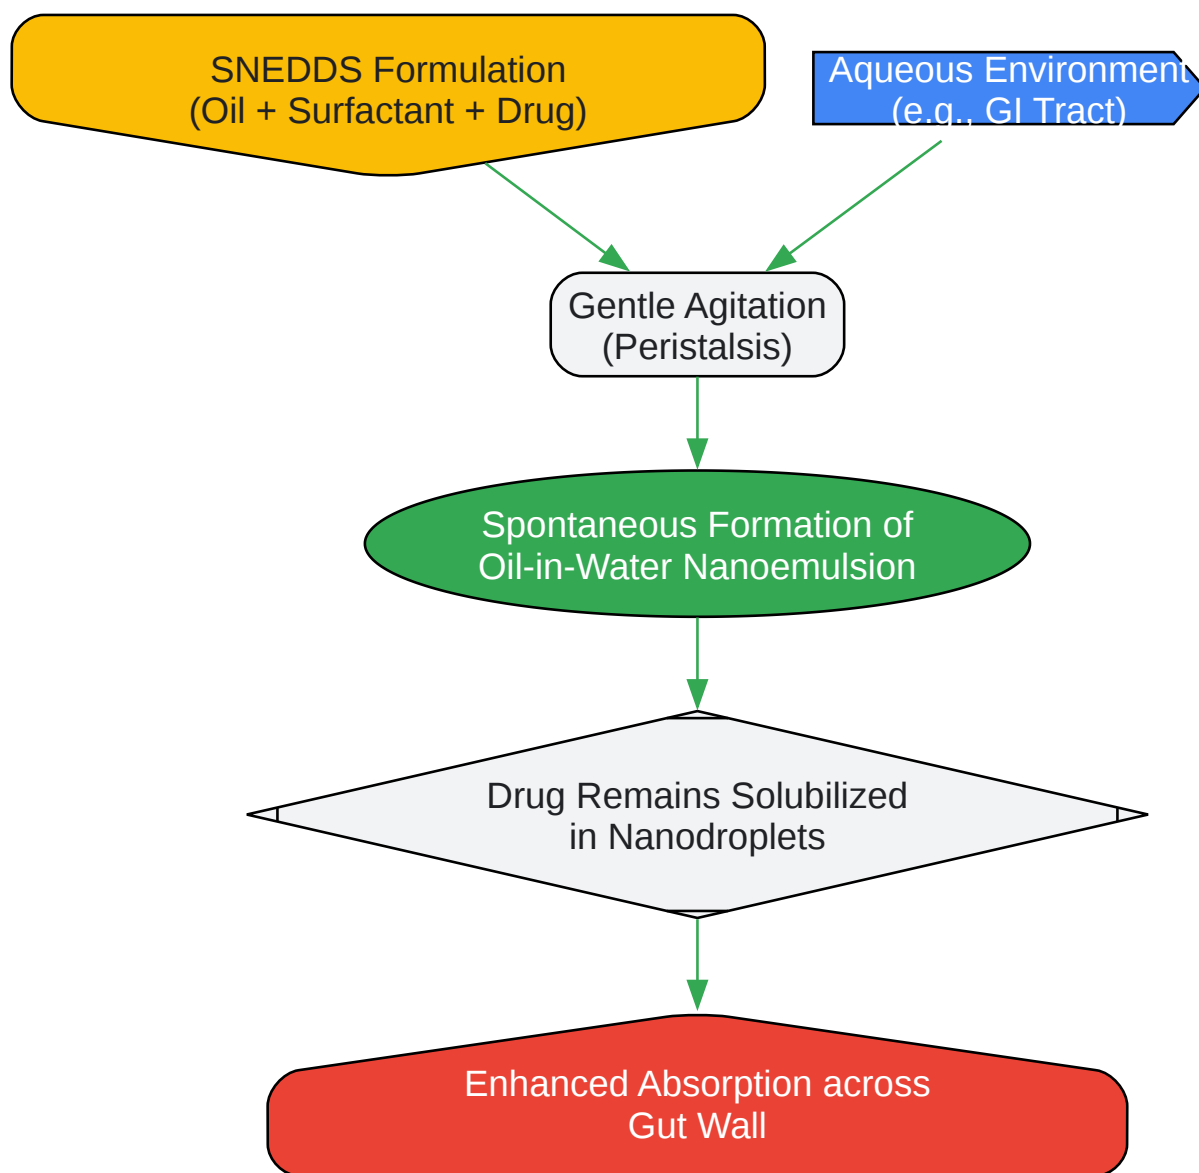 SNEDDS Formulation
(Oil + Surfactant + Drug)
Aqueous Environment
(e.g., GI Tract)
Gentle Agitation
(Peristalsis)
Spontaneous Formation of
Oil-in-Water Nanoemulsion
Drug Remains Solubilized
in Nanodroplets
Enhanced Absorption across
Gut Wall